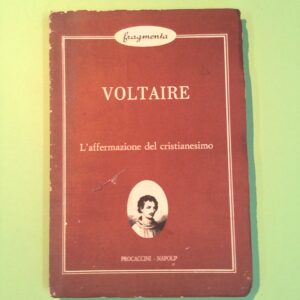 fragmenta
VOLTAIRE
L'affermazione del cristianesimo
PROCACCINI - NAPOLI